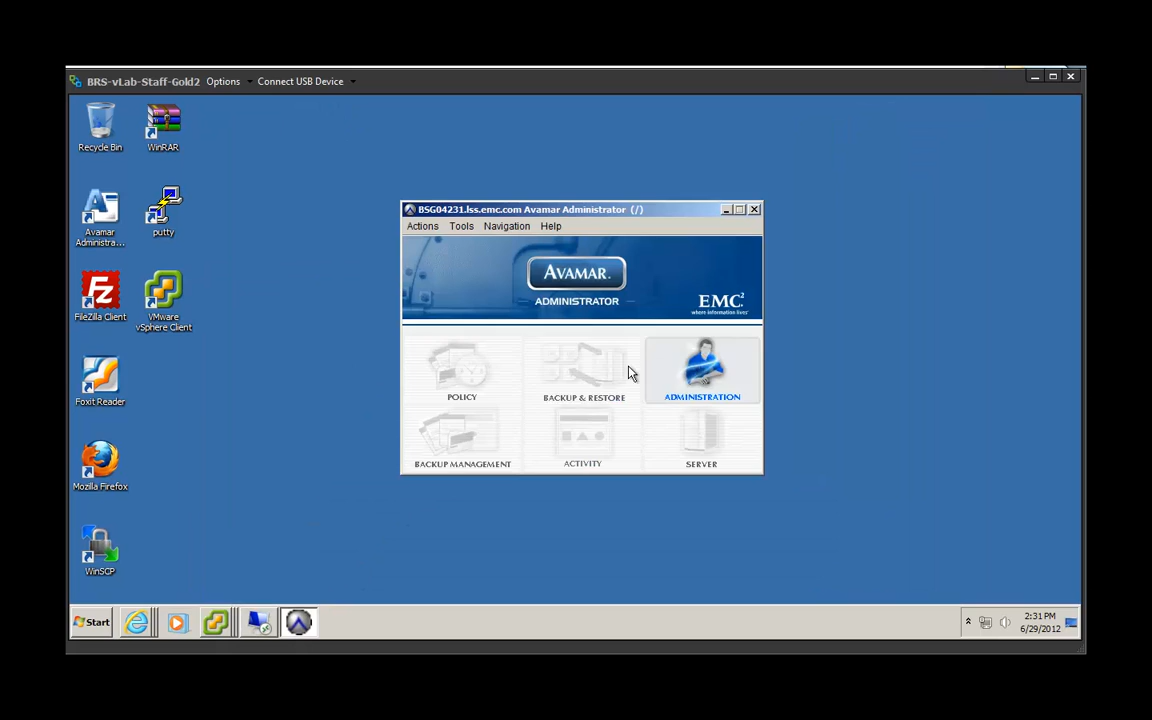 BRS-vLab-Staff-Gold2 Options Connect USB Device
Recycle Bin
WinRAR
Avamar
Administra...
putty
FileZilla Client
VMware
vSphere Client
Foxit Reader
Mozilla Firefox
WinSCP
BSG04231.lss.emc.com Avamar Administrator (/)
Actions Tools Navigation Help
AVAMAR.
ADMINISTRATOR
EMC²
where information lives®
POLICY
BACKUP & RESTORE
ADMINISTRATION
BACKUP MANAGEMENT
ACTIVITY
SERVER
Start
2:31 PM
6/29/2012